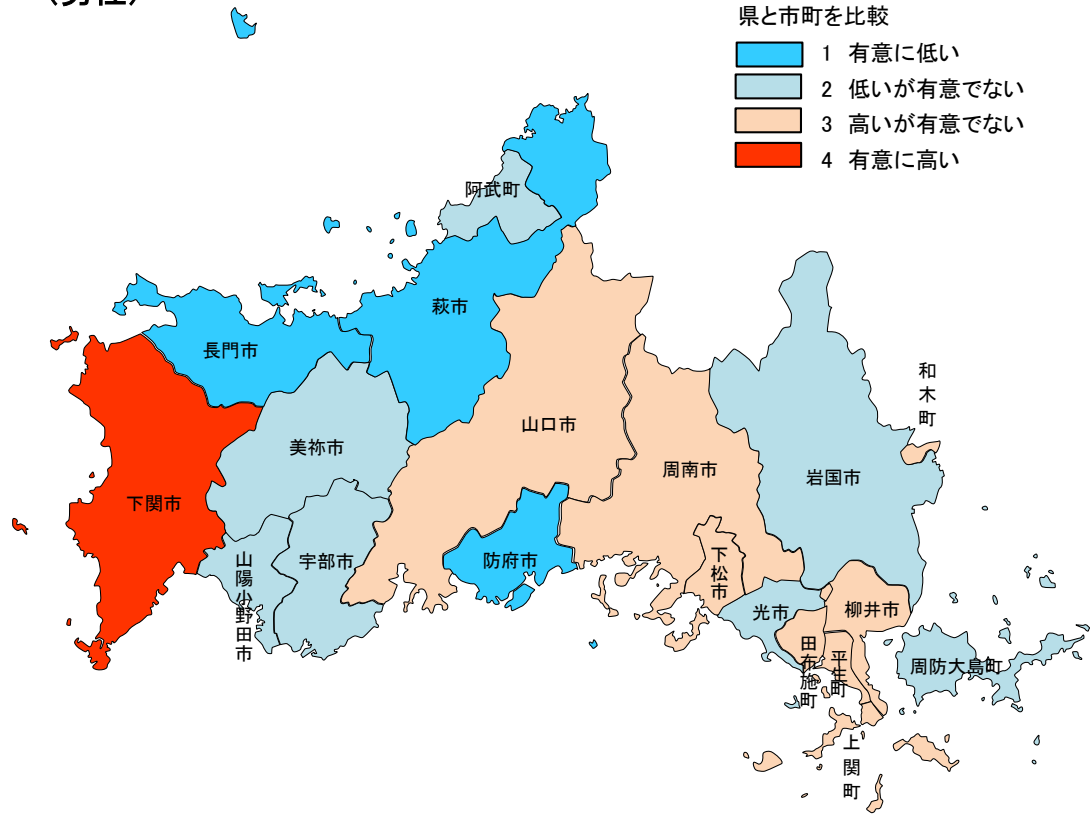 (男性)
県と市町を比較
1 有意に低い
2 低いが有意でない
3 高いが有意でない
4 有意に高い
阿武町
萩市
長門市
和木町
山口市
美祢市
周南市
岩国市
下関市
防府市
宇部市
山陽小野田市
下松市
光市
柳井市
田布施町
平生町
周防大島町
上関町